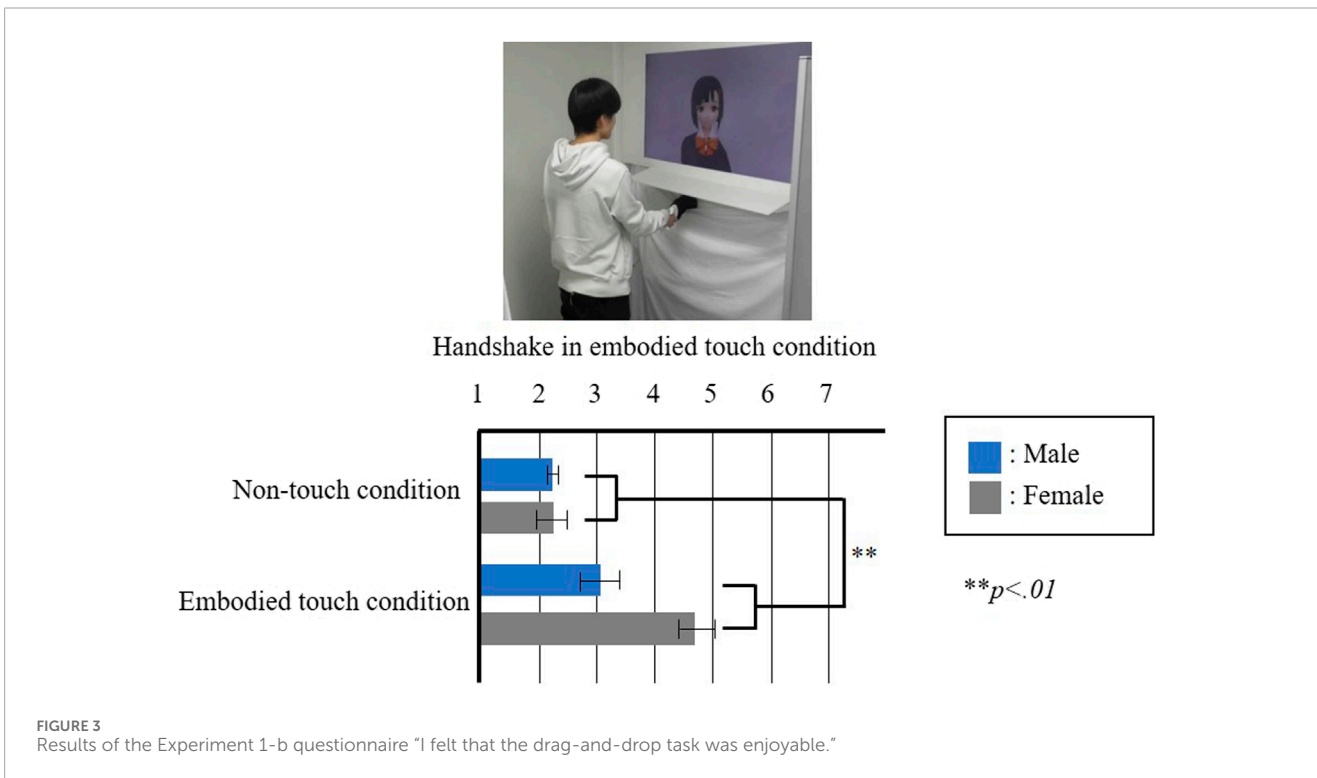 Handshake in embodied touch condition
1 2 3 4 5 6 7
Non-touch condition
Embodied touch condition
**
: Male
: Female
**p<.01
FIGURE 3
Results of the Experiment 1-b questionnaire “I felt that the drag-and-drop task was enjoyable.”